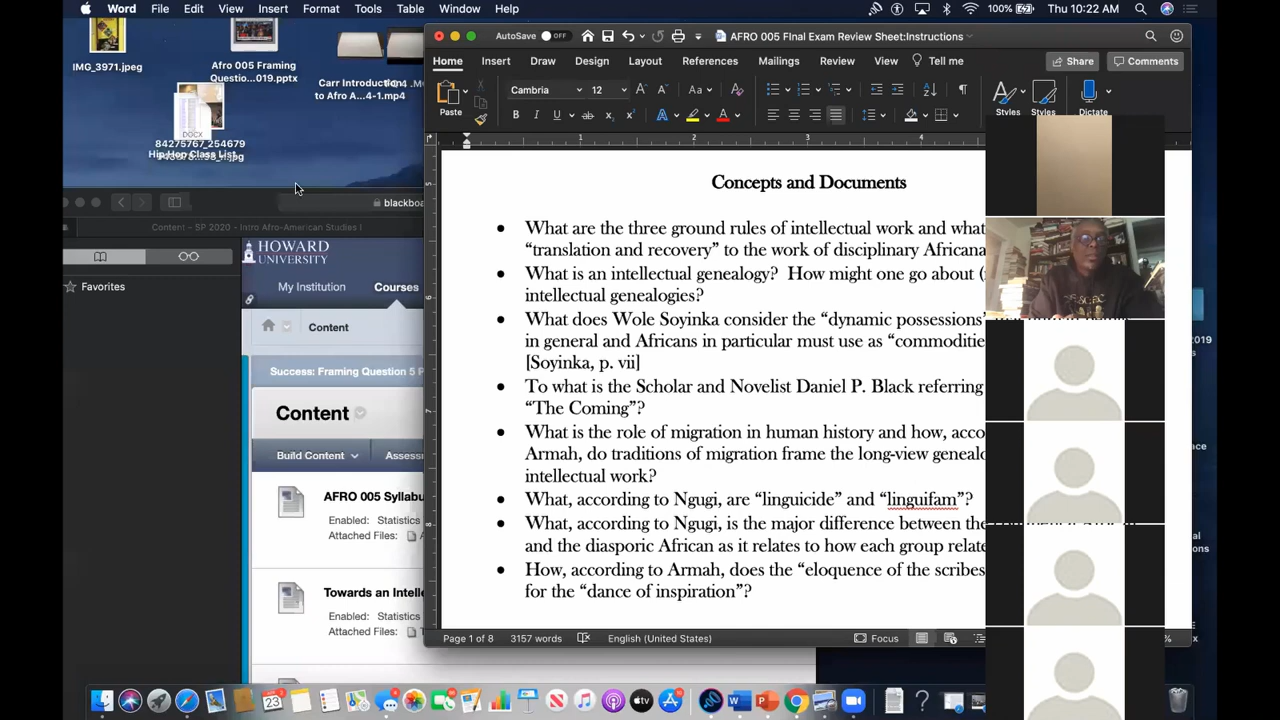 Word File Edit View Insert Format Tools Table Window Help
100% Thu 10:22 AM
IMG_3971.jpeg
Afro 005 Framing
Questio...019.pptx
Carr Introduction
to Afro A...4-1.mp4
DOCX
84275767_254679
Hip Hop Class List
AutoSave OFF
AFRO 005 FInal Exam Review Sheet:Instructions
Home Insert Draw Design Layout References Mailings Review View Tell me
Share Comments
Paste
Cambria 12
Styles Styles Dictate
Concepts and Documents
• What are the three ground rules of intellectual work and what
“translation and recovery” to the work of disciplinary Africana
• What is an intellectual genealogy? How might one go about (
intellectual genealogies?
• What does Wole Soyinka consider the “dynamic possessions”
in general and Africans in particular must use as “commoditie
[Soyinka, p. vii]
• To what is the Scholar and Novelist Daniel P. Black referring
“The Coming”?
• What is the role of migration in human history and how, acco
Armah, do traditions of migration frame the long-view genealo
intellectual work?
• What, according to Ngugi, are “linguicide” and “linguifam”?
• What, according to Ngugi, is the major difference between the
and the diasporic African as it relates to how each group relate
• How, according to Armah, does the “eloquence of the scribes
for the “dance of inspiration”?
Page 1 of 8 3157 words English (United States) Focus
blackboa
Content - SP 2020 - Intro Afro-American Studies I
Favorites
HOWARD
UNIVERSITY
My Institution Courses
Content
Success: Framing Question 5 P
Content
Build Content Assess
AFRO 005 Syllabu
Enabled: Statistics
Attached Files: A
Towards an Intelle
Enabled: Statistics
Attached Files: T